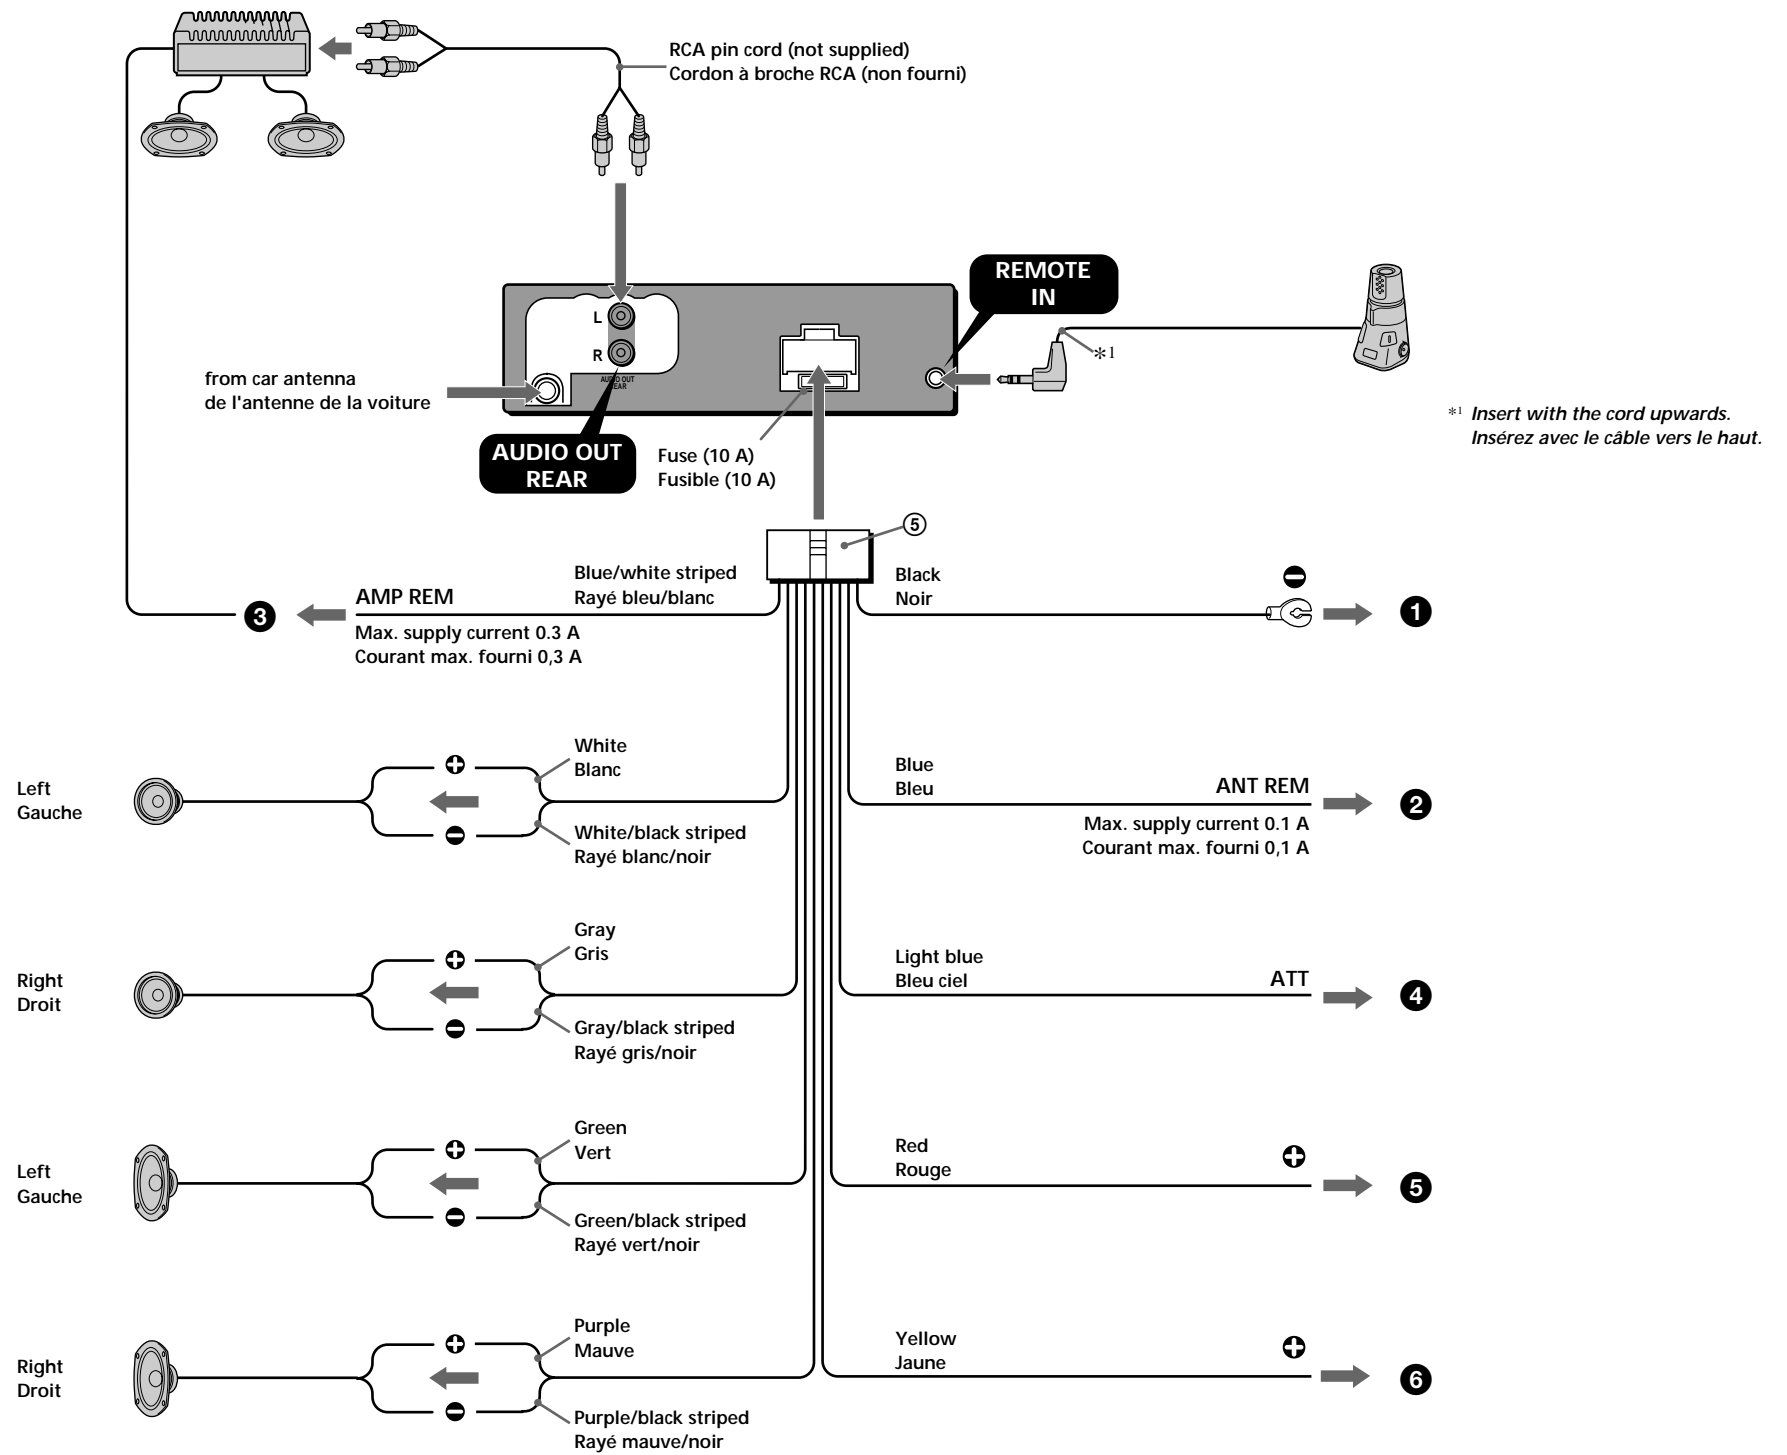 RCA pin cord (not supplied)
Cordon à broche RCA (non fourni)
REMOTE
IN
L
R
AUDIO OUT
REAR
*1
from car antenna
de l'antenne de la voiture
*1 Insert with the cord upwards.
Insérez avec le câble vers le haut.
AUDIO OUT
REAR
Fuse (10 A)
Fusible (10 A)
5
Blue/white striped
Rayé bleu/blanc
AMP REM
3
Max. supply current 0.3 A
Courant max. fourni 0,3 A
Black
Noir
1
White
Blanc
Left
Gauche
White/black striped
Rayé blanc/noir
Blue
Bleu
ANT REM
2
Max. supply current 0.1 A
Courant max. fourni 0,1 A
Gray
Gris
Right
Droit
Gray/black striped
Rayé gris/noir
Light blue
Bleu ciel
ATT
4
Green
Vert
Left
Gauche
Green/black striped
Rayé vert/noir
Red
Rouge
5
Purple
Mauve
Right
Droit
Purple/black striped
Rayé mauve/noir
Yellow
Jaune
6